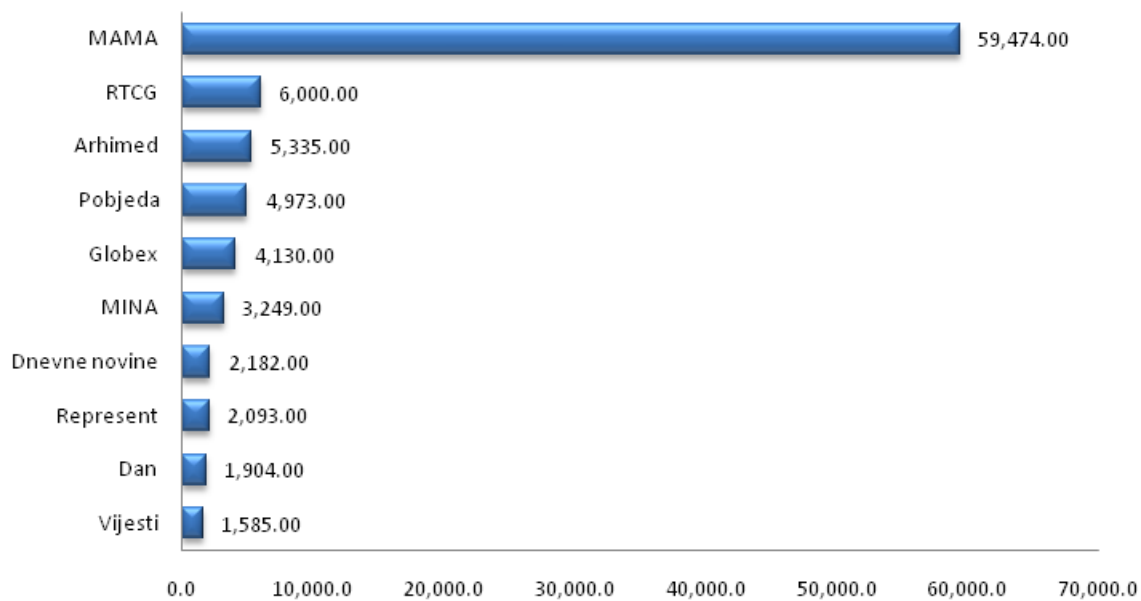 MAMA 59,474.00
RTCG 6,000.00
Arhimed 5,335.00
Pobjeda 4,973.00
Globex 4,130.00
MINA 3,249.00
Dnevne novine 2,182.00
Represent 2,093.00
Dan 1,904.00
Vijesti 1,585.00
0.0 10,000.0 20,000.0 30,000.0 40,000.0 50,000.0 60,000.0 70,000.0